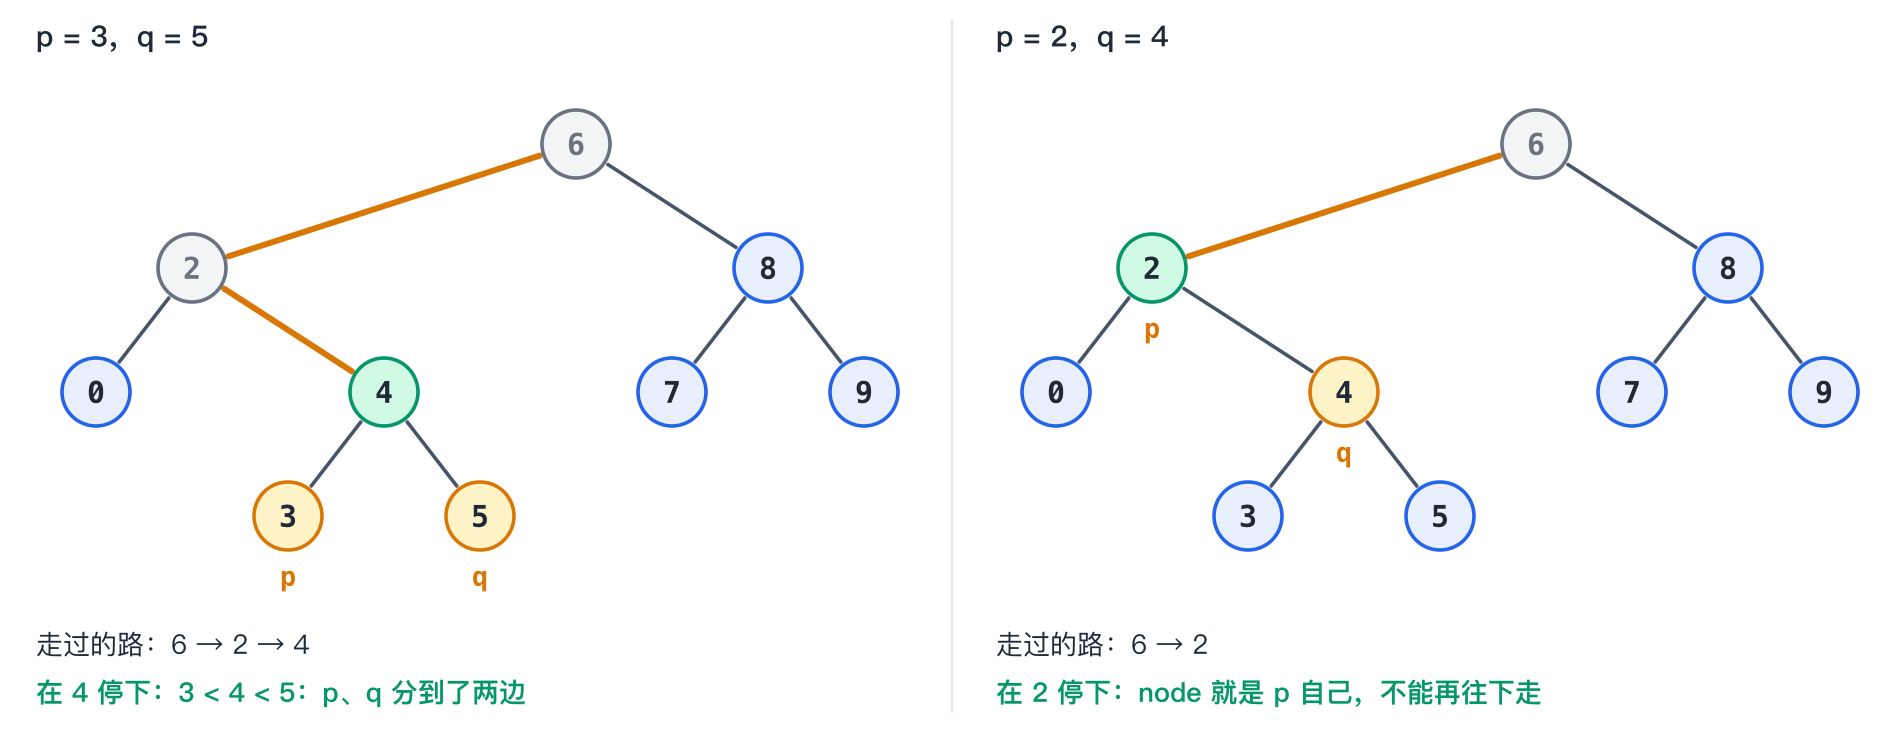 p = 3，q = 5
6
2
8
0
4
7
9
3
5
p
q
走过的路：6 → 2 → 4
在 4 停下：3 < 4 < 5：p、q 分到了两边
p = 2，q = 4
6
2
8
p
0
4
7
9
q
3
5
走过的路：6 → 2
在 2 停下：node 就是 p 自己，不能再往下走